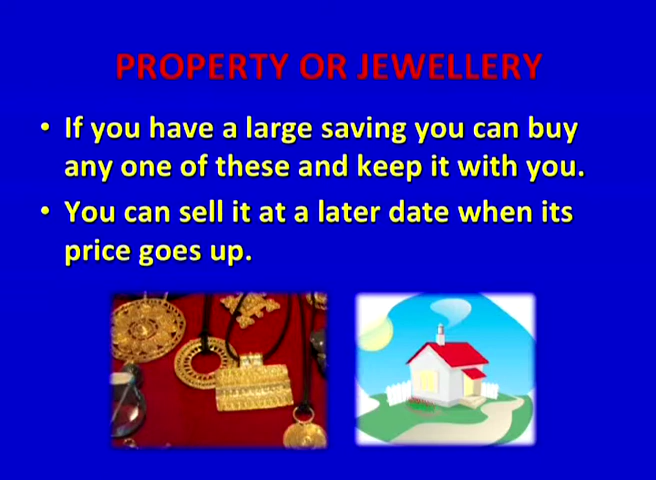 PROPERTY OR JEWELLERY
• If you have a large saving you can buy
any one of these and keep it with you.
• You can sell it at a later date when its
price goes up.